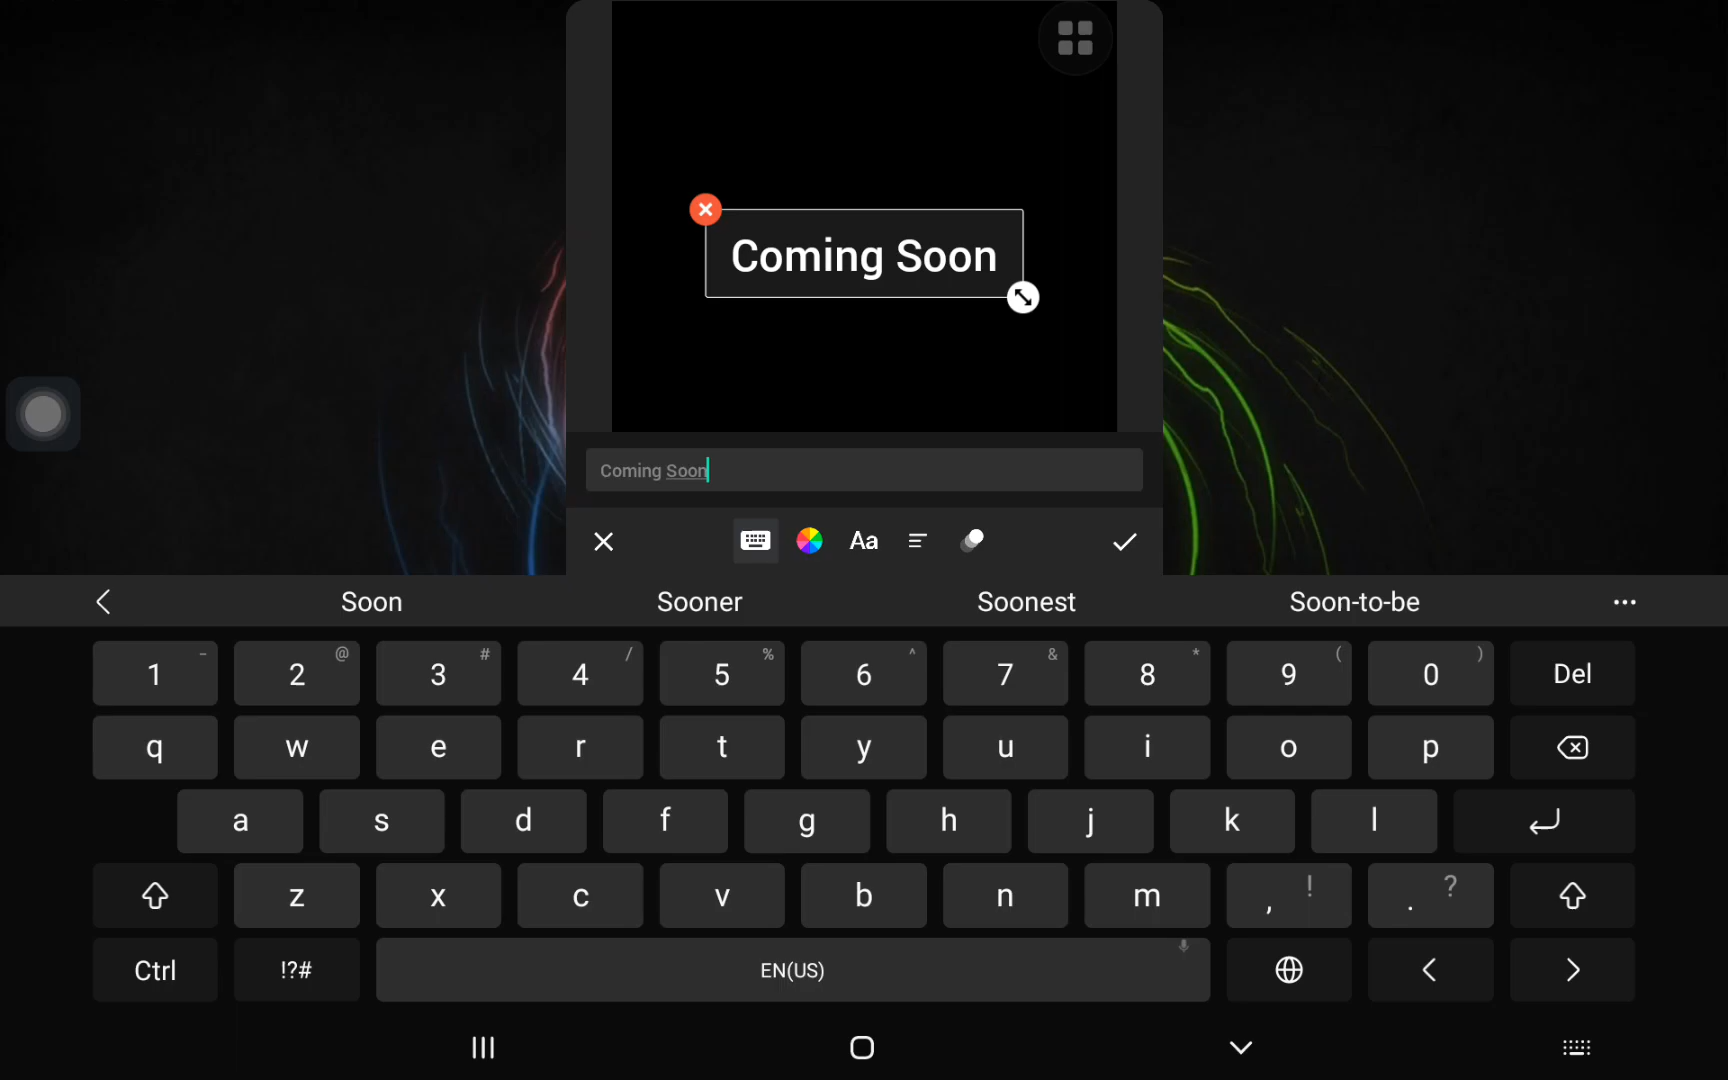 Coming Soon
Coming Soon
Aa
Soon Sooner Soonest Soon-to-be ...
1 - 2 @ 3 # 4 / 5 % 6 ^ 7 & 8 * 9 ( 0 ) Del
q w e r t y u i o p
a s d f g h j k l
z x c v b n m , ! . ?
Ctrl !?# EN(US) < >